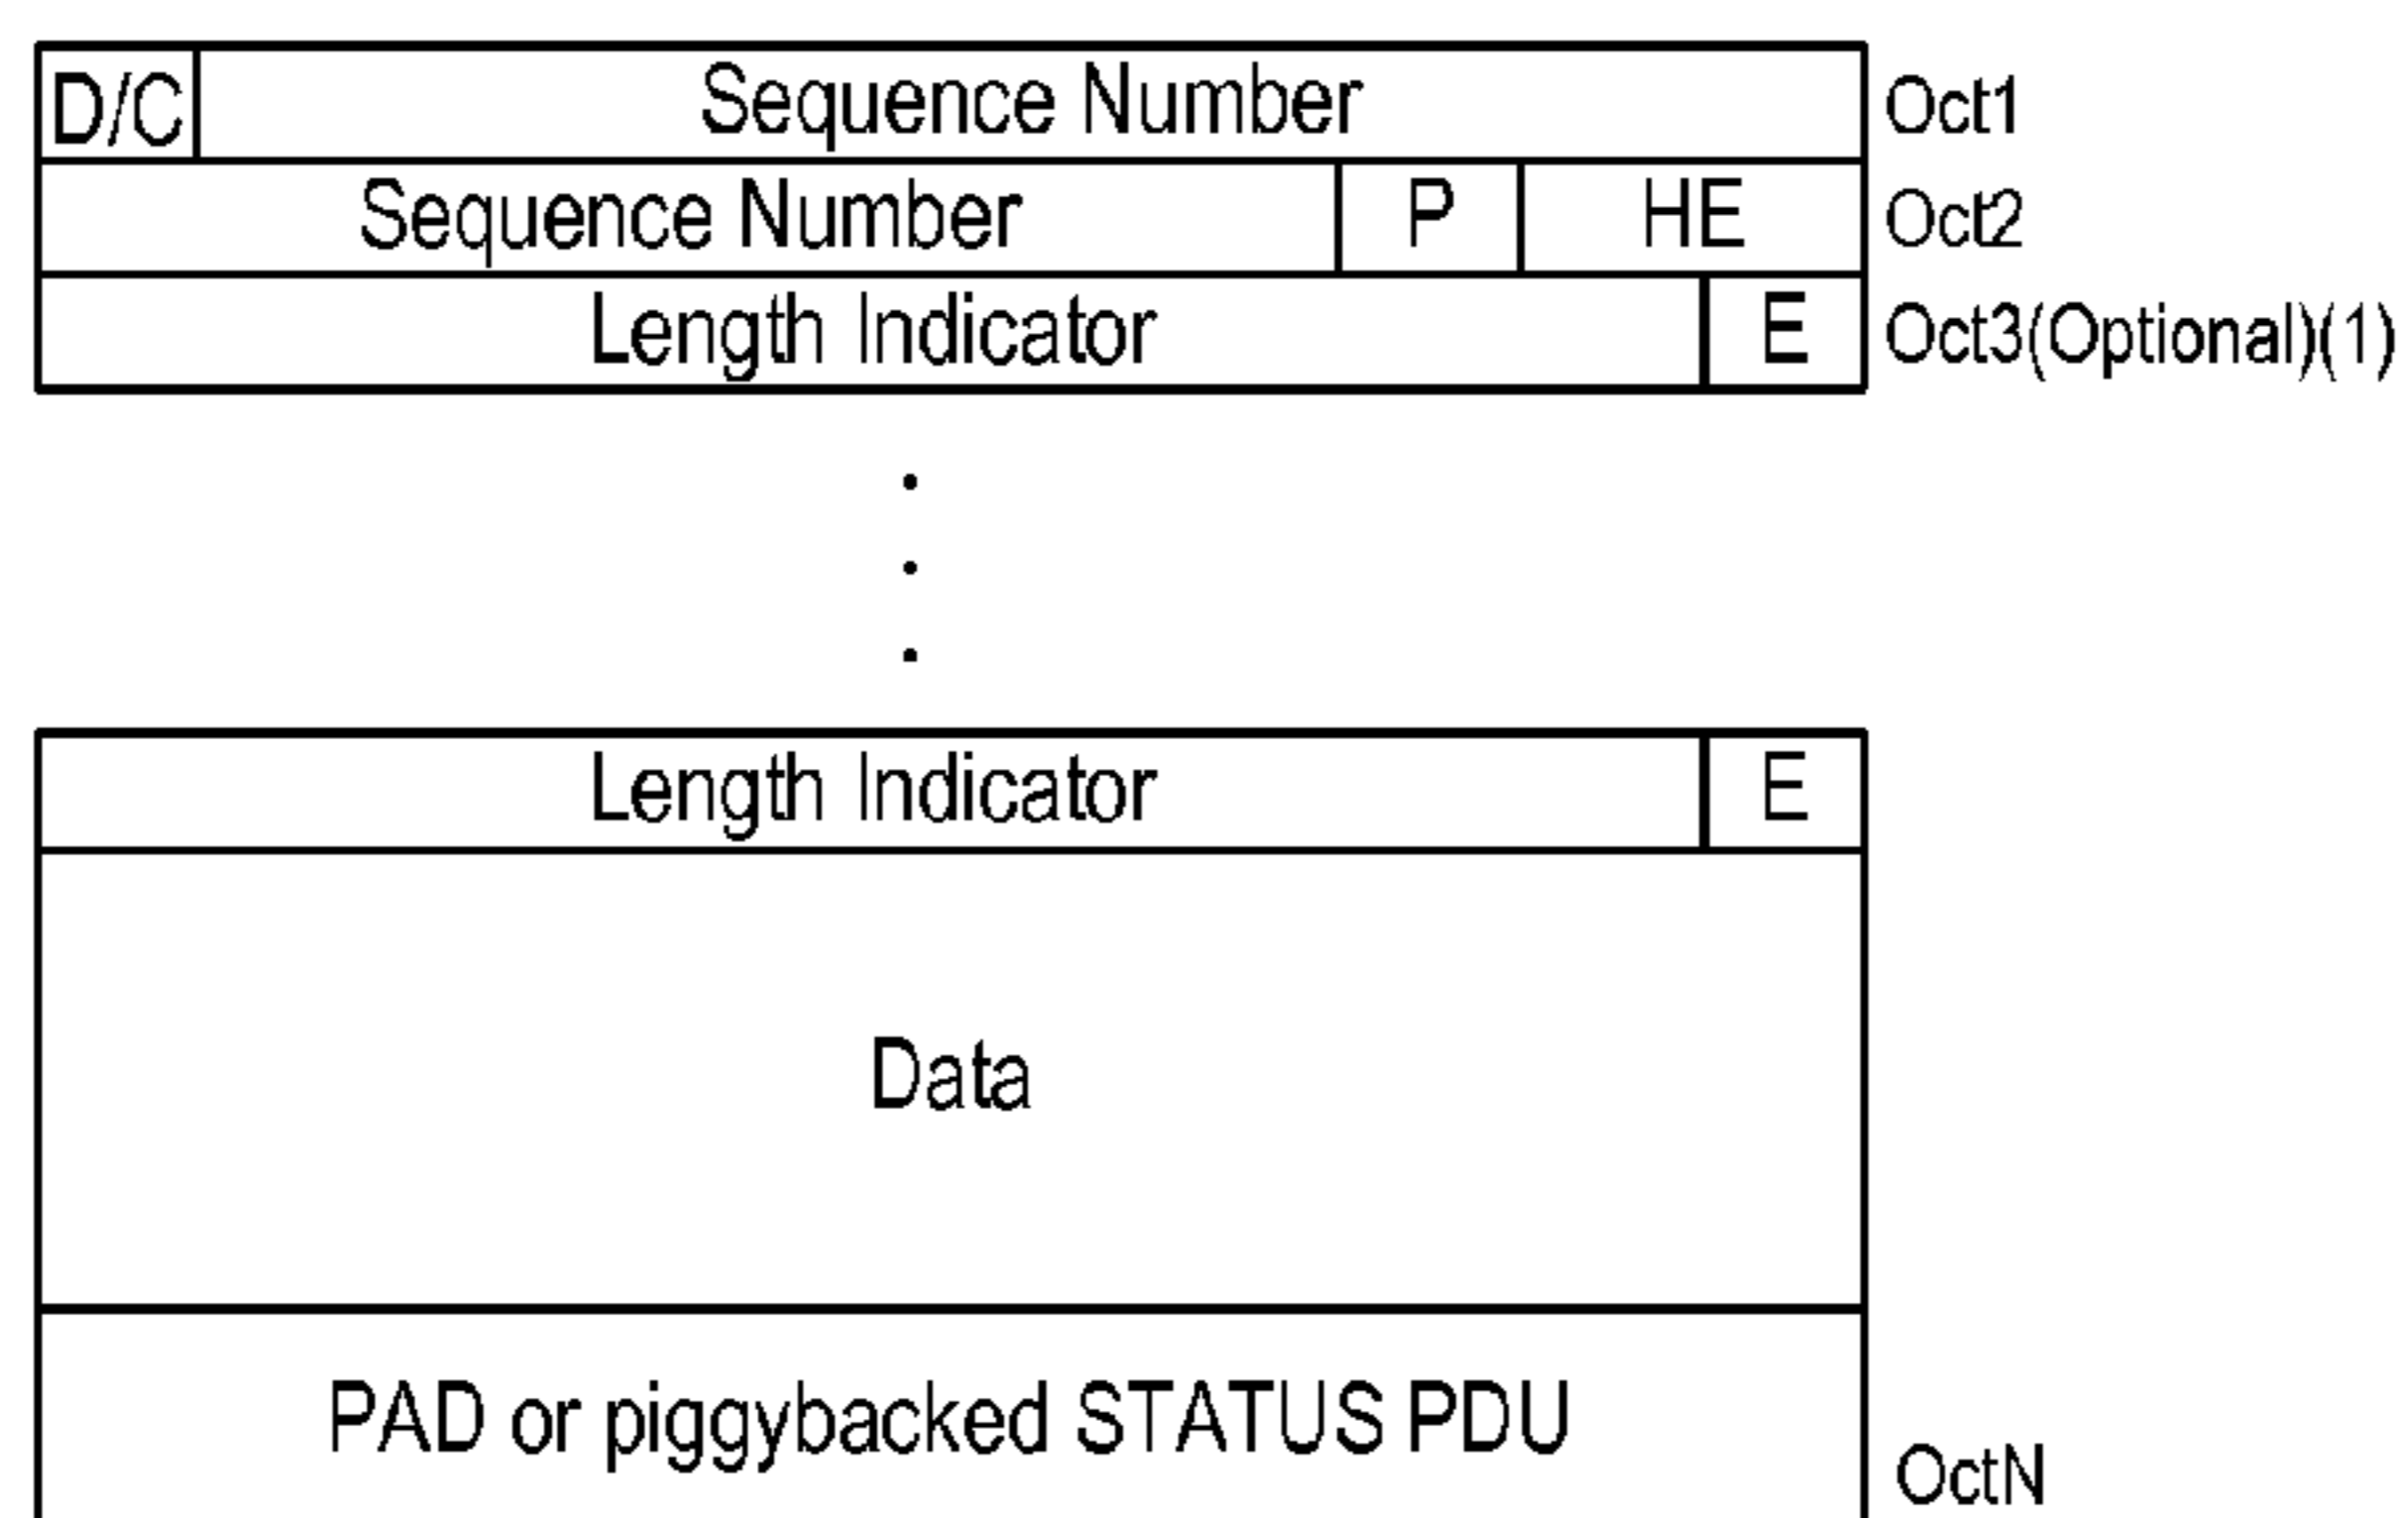 D/C Sequence Number Oct1
Sequence Number P HE Oct2
Length Indicator E Oct3(Optional)(1)
Length Indicator E
Data
PAD or piggybacked STATUS PDU
OctN